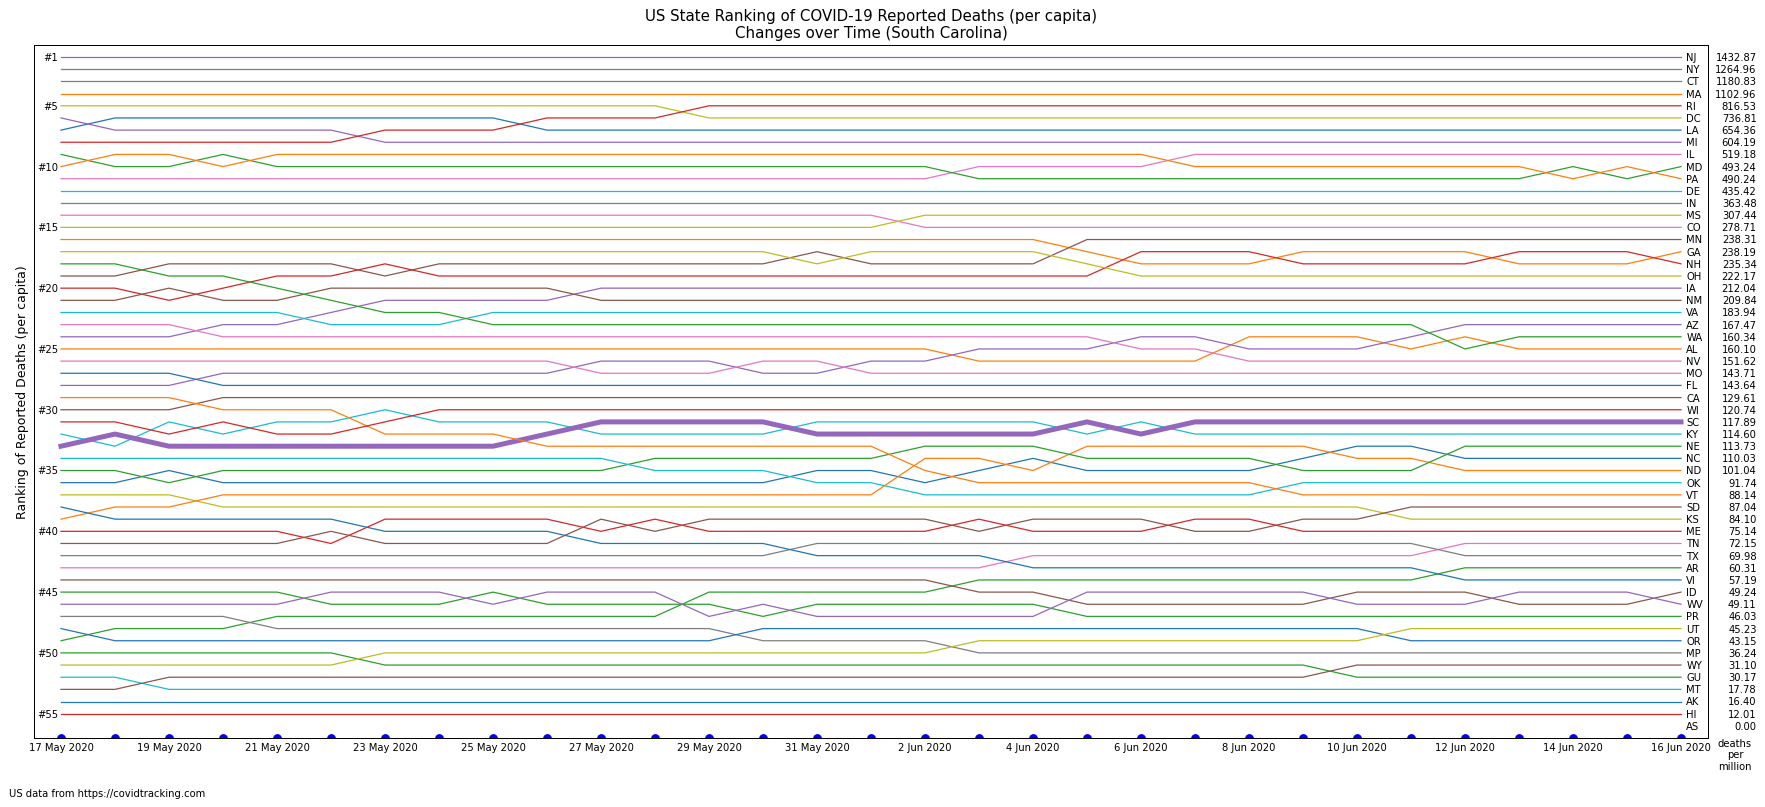 US State Ranking of COVID-19 Reported Deaths (per capita)
Changes over Time (South Carolina)
Ranking of Reported Deaths (per capita)
#1
#5
#10
#15
#20
#25
#30
#35
#40
#45
#50
#55
NJ 1432.87
NY 1264.96
CT 1180.83
MA 1102.96
RI 816.53
DC 736.81
LA 654.36
MI 604.19
IL 519.18
MD 493.24
PA 490.24
DE 435.42
IN 363.48
MS 307.44
CO 278.71
MN 238.31
GA 238.19
NH 235.34
OH 222.17
IA 212.04
NM 209.84
VA 183.94
AZ 167.47
WA 160.34
AL 160.10
NV 151.62
MO 143.71
FL 143.64
CA 129.61
WI 120.74
SC 117.89
KY 114.60
NE 113.73
NC 110.03
ND 101.04
OK 91.74
VT 88.14
SD 87.04
KS 84.10
ME 75.14
TN 72.15
TX 69.98
AR 60.31
VI 57.19
ID 49.24
WV 49.11
PR 46.03
UT 45.23
OR 43.15
MP 36.24
WY 31.10
GU 30.17
MT 17.78
AK 16.40
HI 12.01
AS 0.00
17 May 2020 19 May 2020 21 May 2020 23 May 2020 25 May 2020 27 May 2020 29 May 2020 31 May 2020 2 Jun 2020 4 Jun 2020 6 Jun 2020 8 Jun 2020 10 Jun 2020 12 Jun 2020 14 Jun 2020 16 Jun 2020
deaths
per
million
US data from https://covidtracking.com